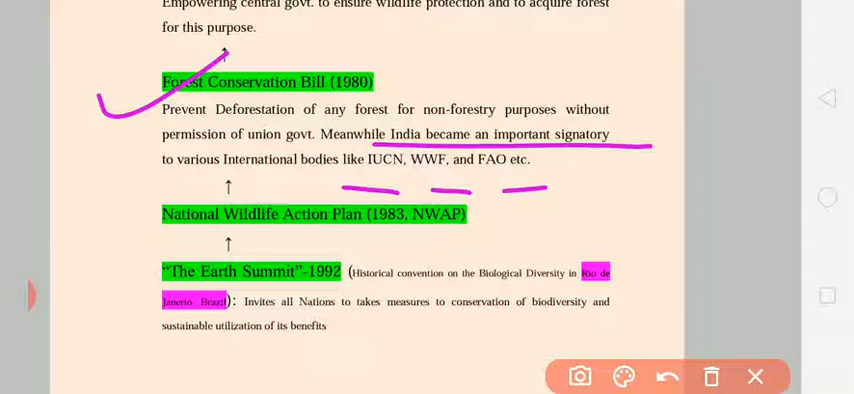 Empowering central govt. to ensure wildlife protection and to acquire forest
for this purpose.
↑
Forest Conservation Bill (1980)
Prevent Deforestation of any forest for non-forestry purposes without
permission of union govt. Meanwhile India became an important signatory
to various International bodies like IUCN, WWF, and FAO etc.
↑
National Wildlife Action Plan (1983, NWAP)
↑
“The Earth Summit”-1992 (Historical convention on the Biological Diversity in Rio de
Janerio Brazil): Invites all Nations to takes measures to conservation of biodiversity and
sustainable utilization of its benefits